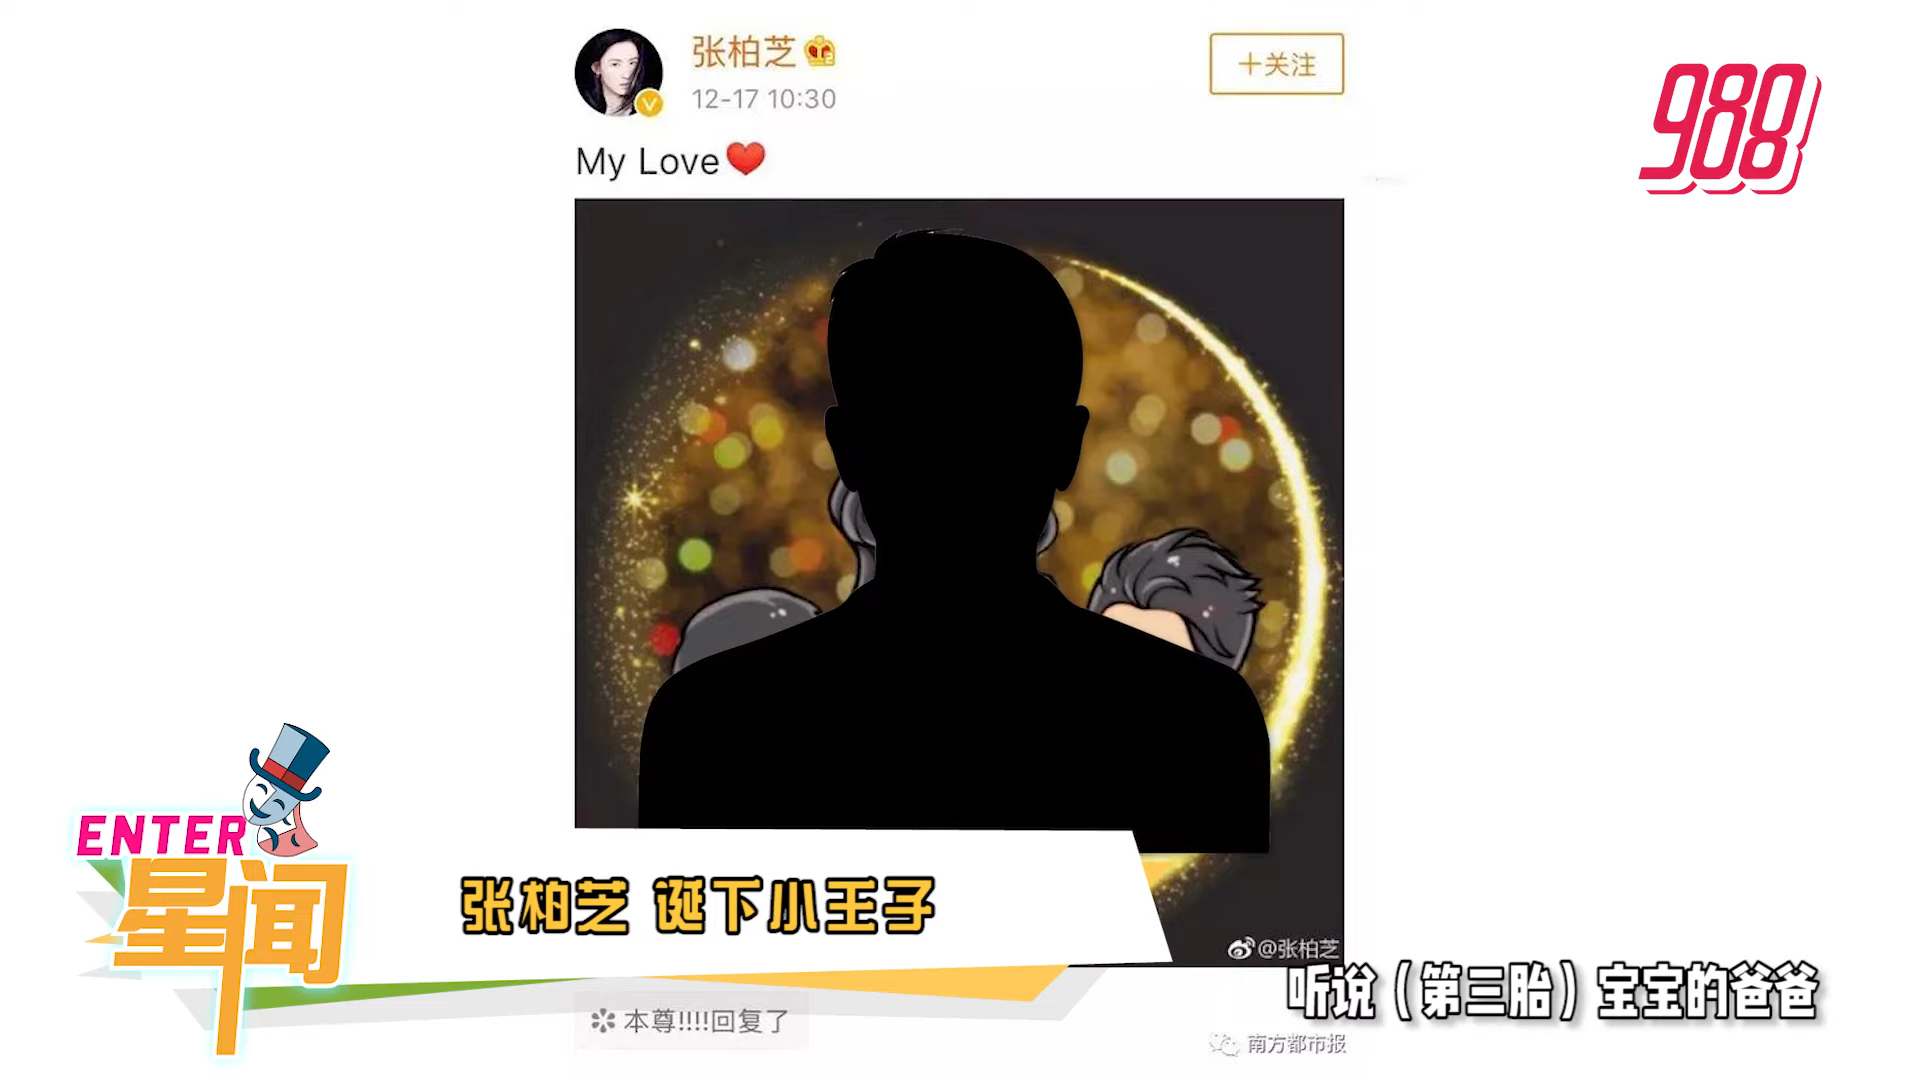 张柏芝
12-17 10:30
+关注
My Love❤️
988
ENTER
星闻
张柏芝 诞下小王子
@张柏芝
听说（第三胎）宝宝的爸爸
本尊!!!!回复了
南方都市报